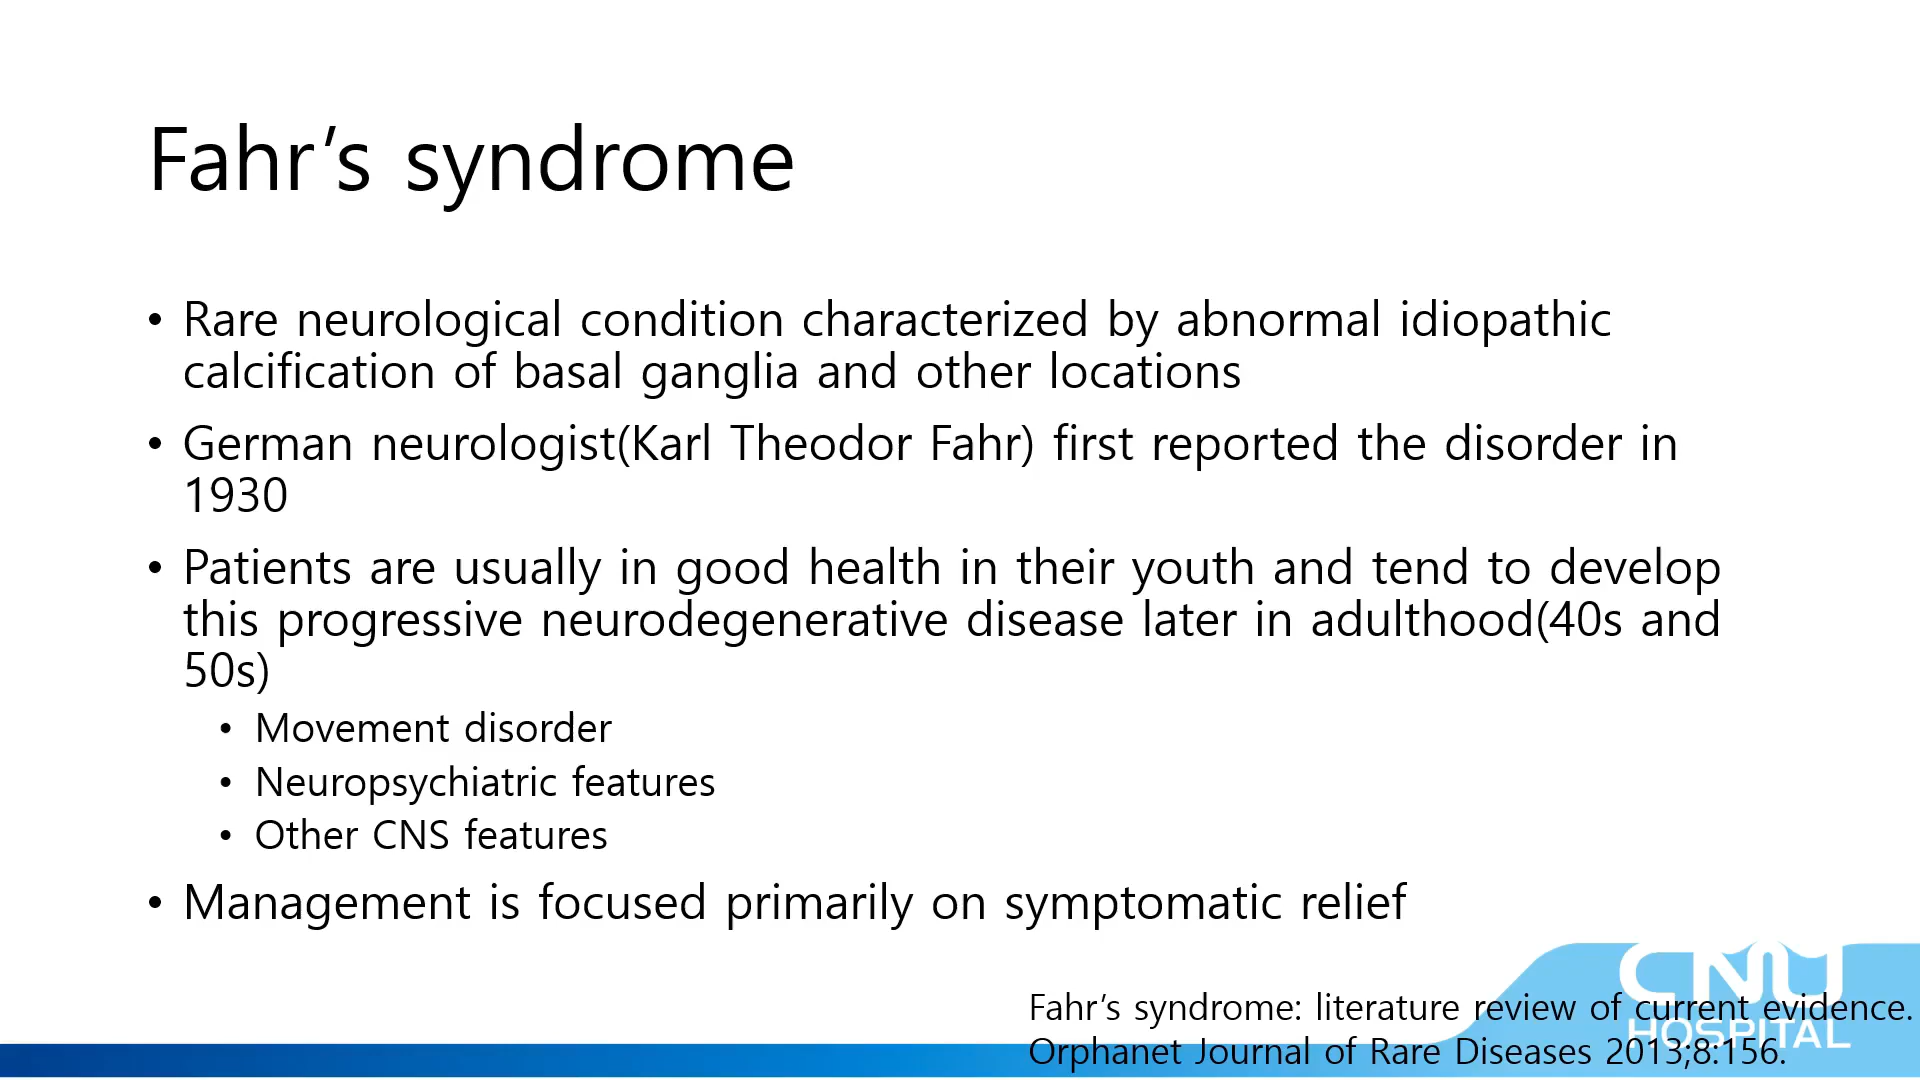 Fahr’s syndrome
• Rare neurological condition characterized by abnormal idiopathic
calcification of basal ganglia and other locations
• German neurologist(Karl Theodor Fahr) first reported the disorder in
1930
• Patients are usually in good health in their youth and tend to develop
this progressive neurodegenerative disease later in adulthood(40s and
50s)
• Movement disorder
• Neuropsychiatric features
• Other CNS features
• Management is focused primarily on symptomatic relief
Fahr’s syndrome: literature review of current evidence.
Orphanet Journal of Rare Diseases 2013;8:156.
CNU
HOSPITAL